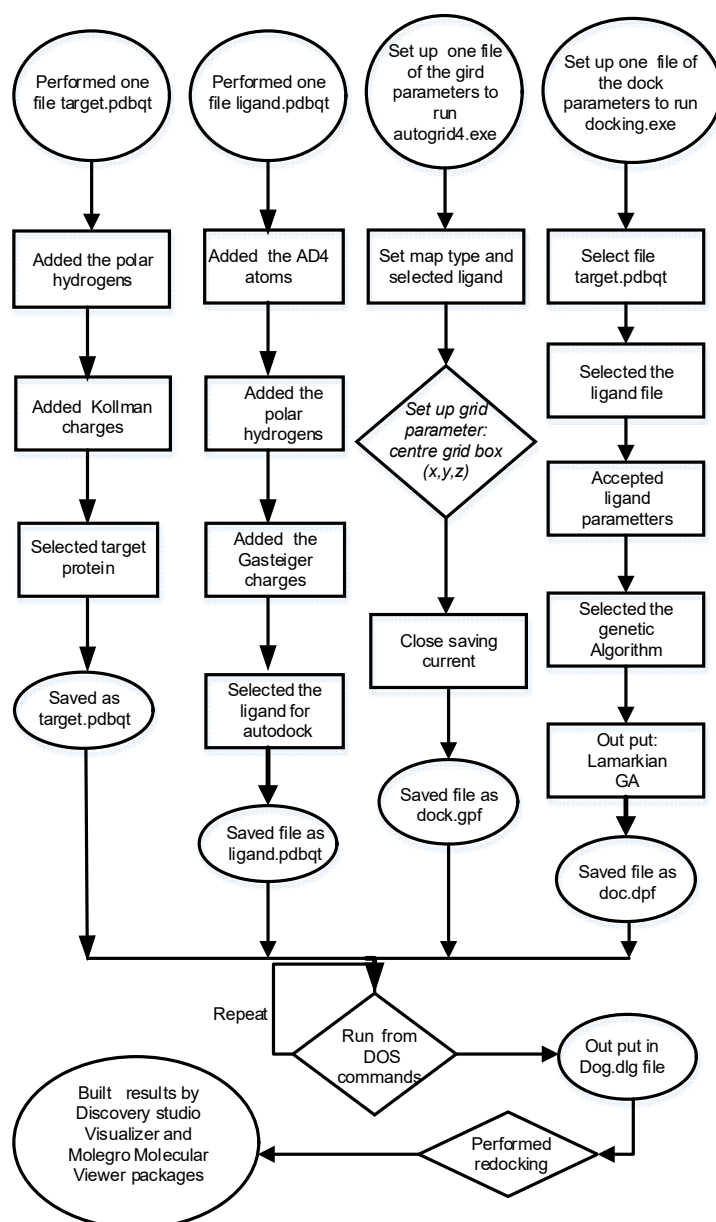 Performed one
file target.pdbqt
Added the polar
hydrogens
Added Kollman
charges
Selected target
protein
Saved as
target.pdbqt
Performed one
file ligand.pdbqt
Added the AD4
atoms
Added the
polar
hydrogens
Added the
Gasteiger
charges
Selected the
ligand for
autodock
Saved file as
ligand.pdbqt
Set up one file
of the gird
parameters to
run
autogrid4.exe
Set map type and
selected ligand
Set up grid
parameter:
centre grid box
(x,y,z)
Close saving
current
Saved file as
dock.gpf
Set up one file of
the dock
parameters to run
docking.exe
Select file
target.pdbqt
Selected the
ligand file
Accepted
ligand
parametters
Selected the
genetic
Algorithm
Out put:
Lamarkian
GA
Saved file as
doc.dpf
Repeat
Run from
DOS
commands
Out put in
Dog.dlg file
Performed
redocking
Built results by
Discovery studio
Visualizer and
Molegro Molecular
Viewer packages